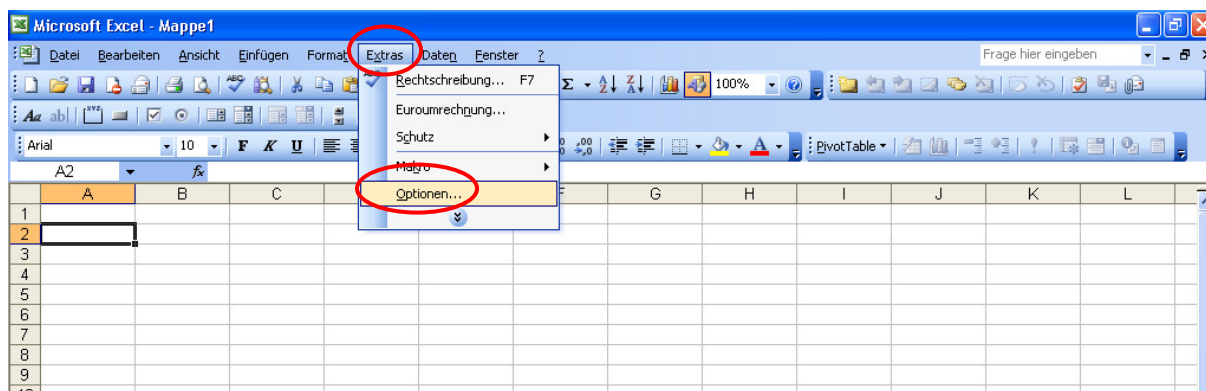 Microsoft Excel - Mappe1
Datei Bearbeiten Ansicht Einfügen Format Extras Daten Fenster ?
Frage hier eingeben
Rechtschreibung... F7
Euroumrechnung...
Schutz
Makro
Optionen...
100%
Arial 10 F K U
PivotTable
A2 fx
A B C F G H I J K L
1
2
3
4
5
6
7
8
9